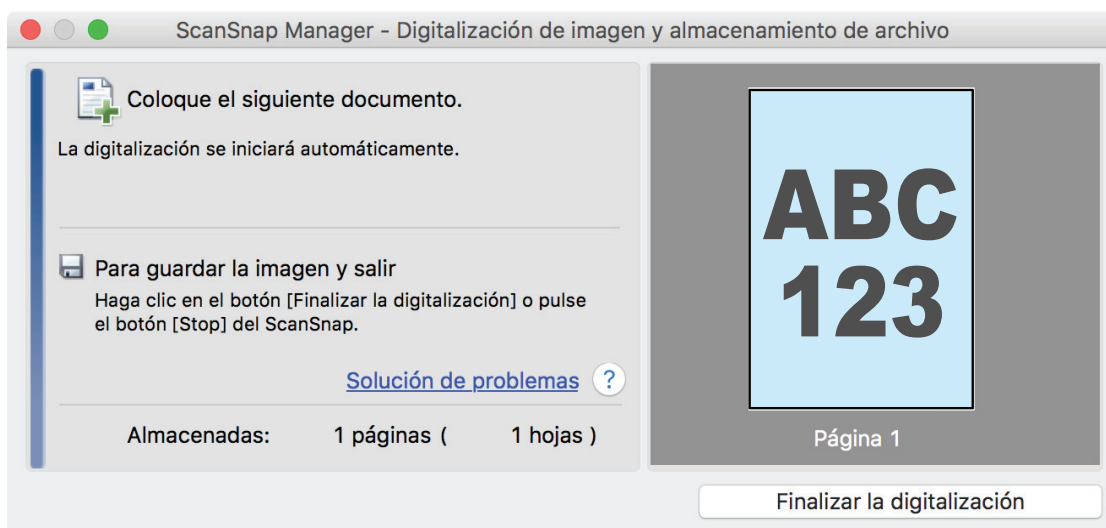 ScanSnap Manager - Digitalización de imagen y almacenamiento de archivo
Coloque el siguiente documento.
La digitalización se iniciará automáticamente.
Para guardar la imagen y salir
Haga clic en el botón [Finalizar la digitalización] o pulse
el botón [Stop] del ScanSnap.
Solución de problemas ?
Almacenadas: 1 páginas ( 1 hojas )
ABC
123
Página 1
Finalizar la digitalización